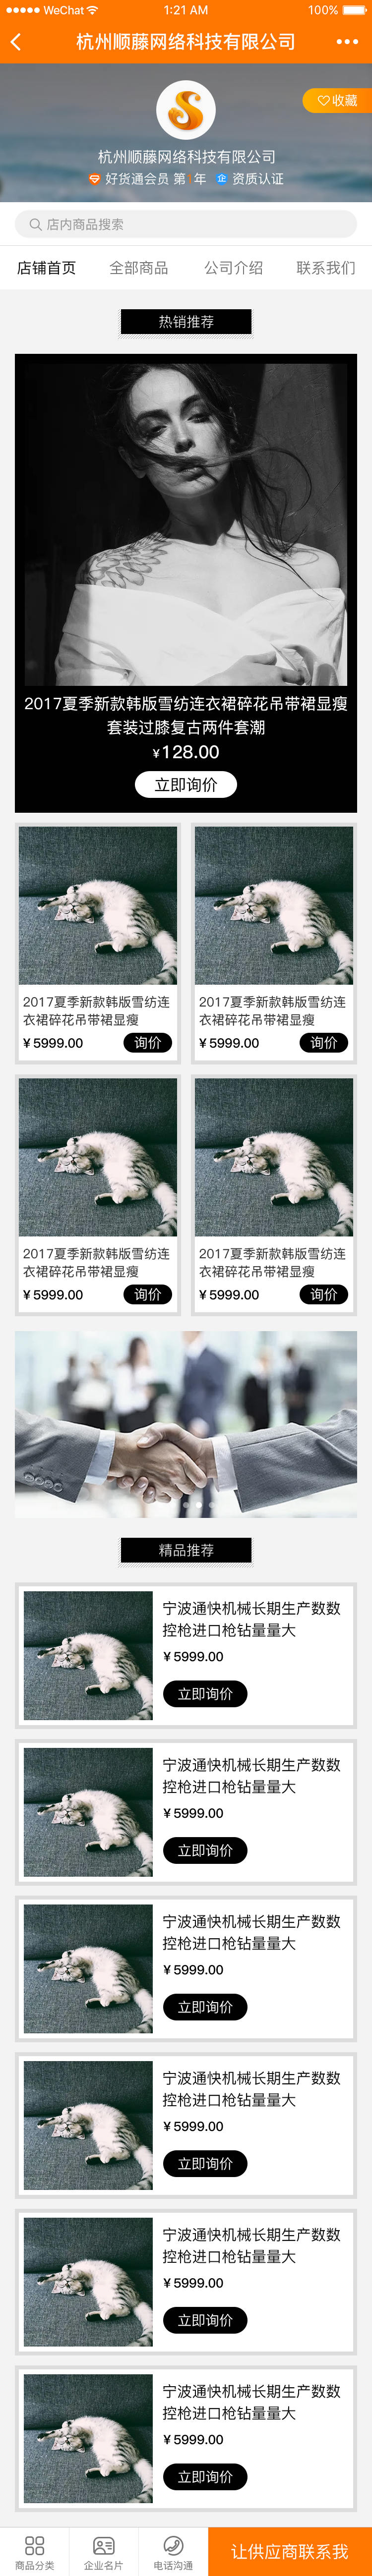 WeChat 1:21 AM 100%
杭州顺藤网络科技有限公司
收藏
杭州顺藤网络科技有限公司
好货通会员 第1年 企 资质认证
店内商品搜索
店铺首页 全部商品 公司介绍 联系我们
热销推荐
2017夏季新款韩版雪纺连衣裙碎花吊带裙显瘦
套装过膝复古两件套潮
¥128.00
立即询价
2017夏季新款韩版雪纺连
衣裙碎花吊带裙显瘦
¥ 5999.00 询价
2017夏季新款韩版雪纺连
衣裙碎花吊带裙显瘦
¥ 5999.00 询价
2017夏季新款韩版雪纺连
衣裙碎花吊带裙显瘦
¥ 5999.00 询价
2017夏季新款韩版雪纺连
衣裙碎花吊带裙显瘦
¥ 5999.00 询价
精品推荐
宁波通快机械长期生产数数
控枪进口枪钻量量大
¥ 5999.00
立即询价
宁波通快机械长期生产数数
控枪进口枪钻量量大
¥ 5999.00
立即询价
宁波通快机械长期生产数数
控枪进口枪钻量量大
¥ 5999.00
立即询价
宁波通快机械长期生产数数
控枪进口枪钻量量大
¥ 5999.00
立即询价
宁波通快机械长期生产数数
控枪进口枪钻量量大
¥ 5999.00
立即询价
宁波通快机械长期生产数数
控枪进口枪钻量量大
¥ 5999.00
立即询价
商品分类 企业名片 电话沟通 让供应商联系我